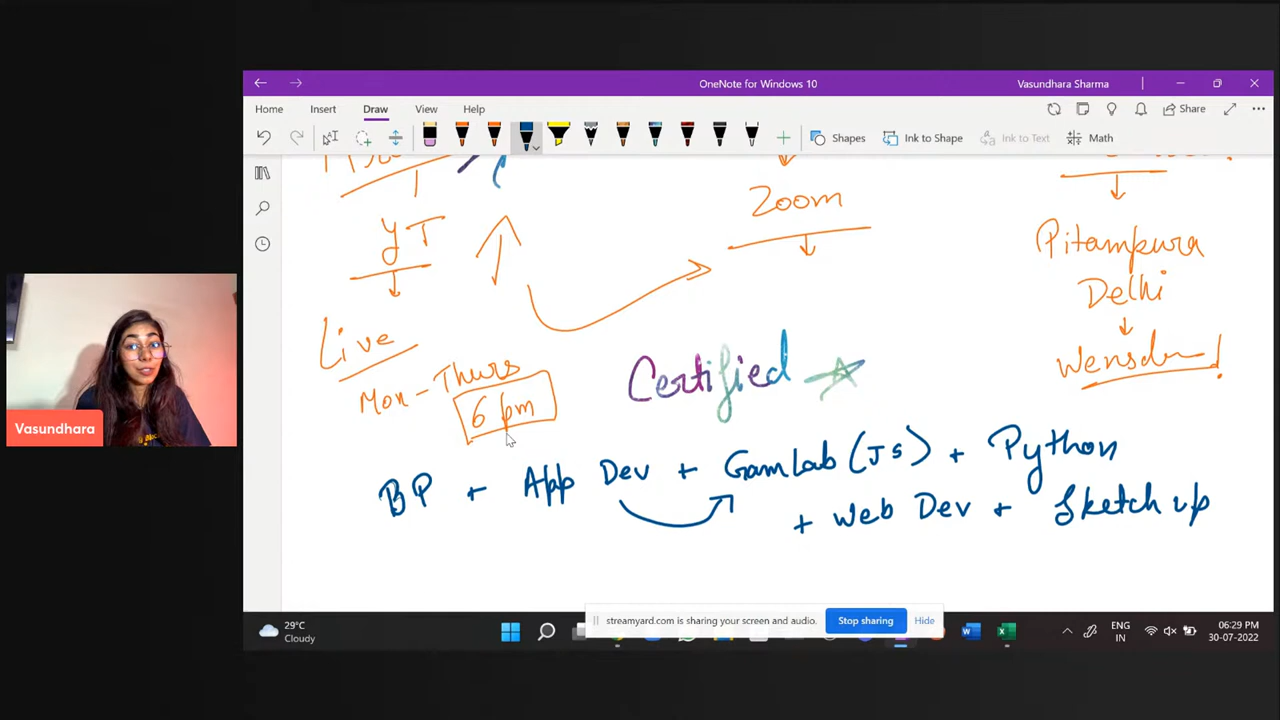 OneNote for Windows 10
Vasundhara Sharma
Home Insert Draw View Help
Share
Shapes
Ink to Shape
Ink to Text
Math
YT
Zoom
Pitampura
Delhi
Live
Mon - Thurs
6 pm
Certified
BP + App Dev + GamLab (JS) + Python
+ Web Dev + Sketch up
Vasundhara
streamyard.com is sharing your screen and audio.
Stop sharing
Hide
29°C
Cloudy
ENG
IN
06:29 PM
30-07-2022